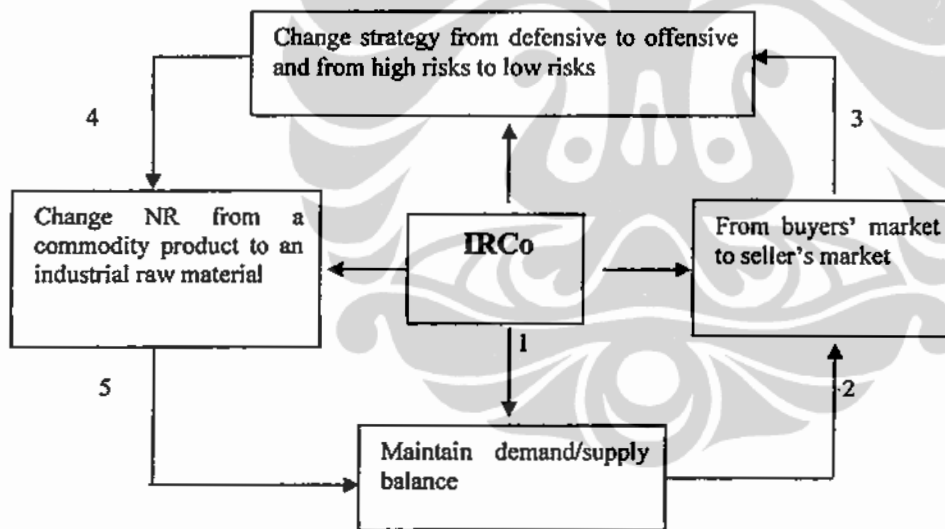 Change strategy from defensive to offensive
and from high risks to low risks
4
3
Change NR from a
commodity product to an
industrial raw material
IRCo
From buyers' market
to seller's market
1
5
2
Maintain demand/supply
balance